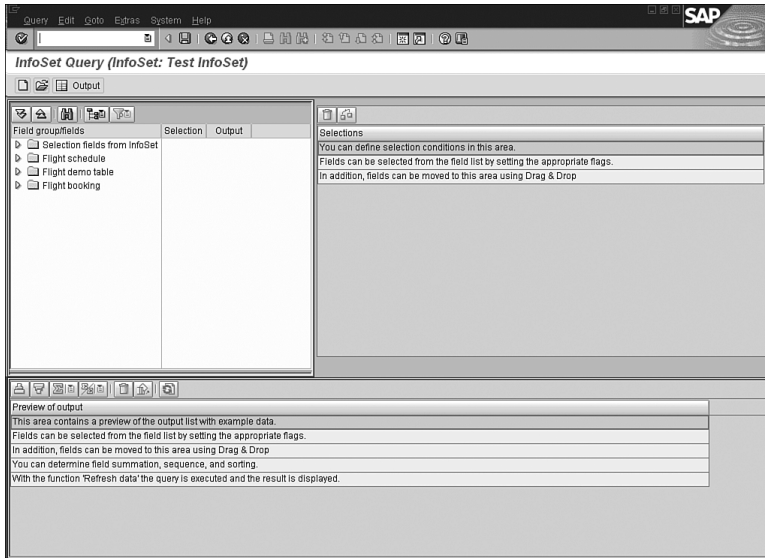 Query Edit Goto Extras System Help
SAP
InfoSet Query (InfoSet: Test InfoSet)
Output
Field group/fields Selection Output
Selection fields from InfoSet
Flight schedule
Flight demo table
Flight booking
Selections
You can define selection conditions in this area.
Fields can be selected from the field list by setting the appropriate flags.
In addition, fields can be moved to this area using Drag & Drop
Preview of output
This area contains a preview of the output list with example data.
Fields can be selected from the field list by setting the appropriate flags.
In addition, fields can be moved to this area using Drag & Drop
You can determine field summation, sequence, and sorting.
With the function 'Refresh data' the query is executed and the result is displayed.